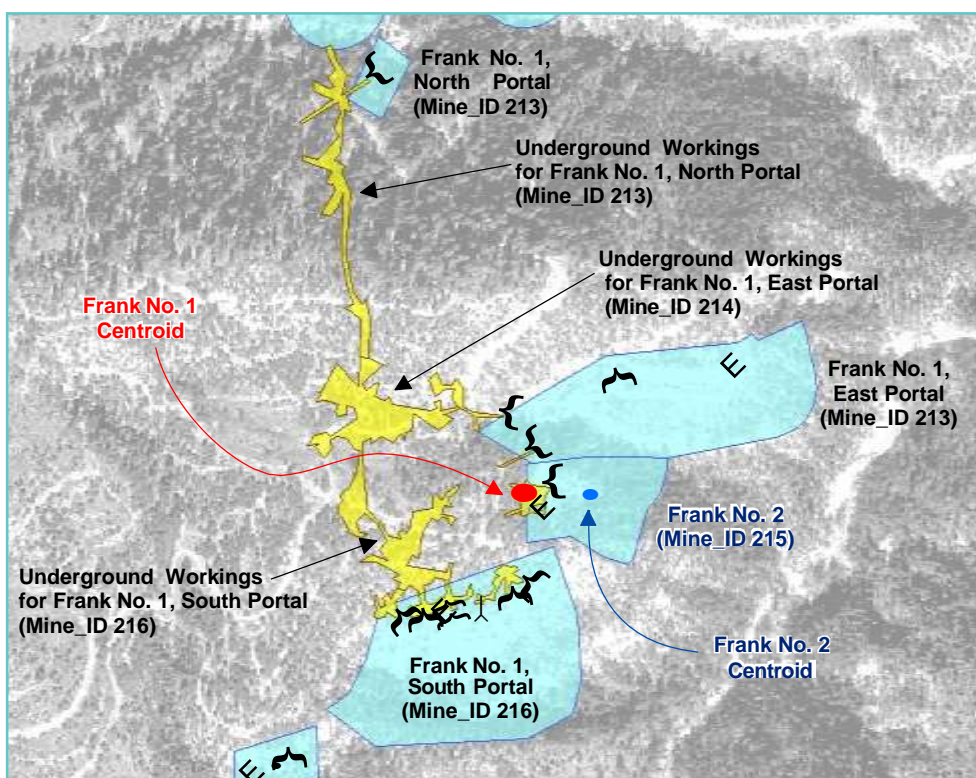 Frank No. 1,
North Portal
(Mine_ID 213)
Underground Workings
for Frank No. 1, North Portal
(Mine_ID 213)
Underground Workings
for Frank No. 1, East Portal
(Mine_ID 214)
Frank No. 1
Centroid
E
Frank No. 1,
East Portal
(Mine_ID 213)
E
Frank No. 2
(Mine_ID 215)
Underground Workings
for Frank No. 1, South Portal
(Mine_ID 216)
E
Frank No. 1,
South Portal
(Mine_ID 216)
Frank No. 2
Centroid
E